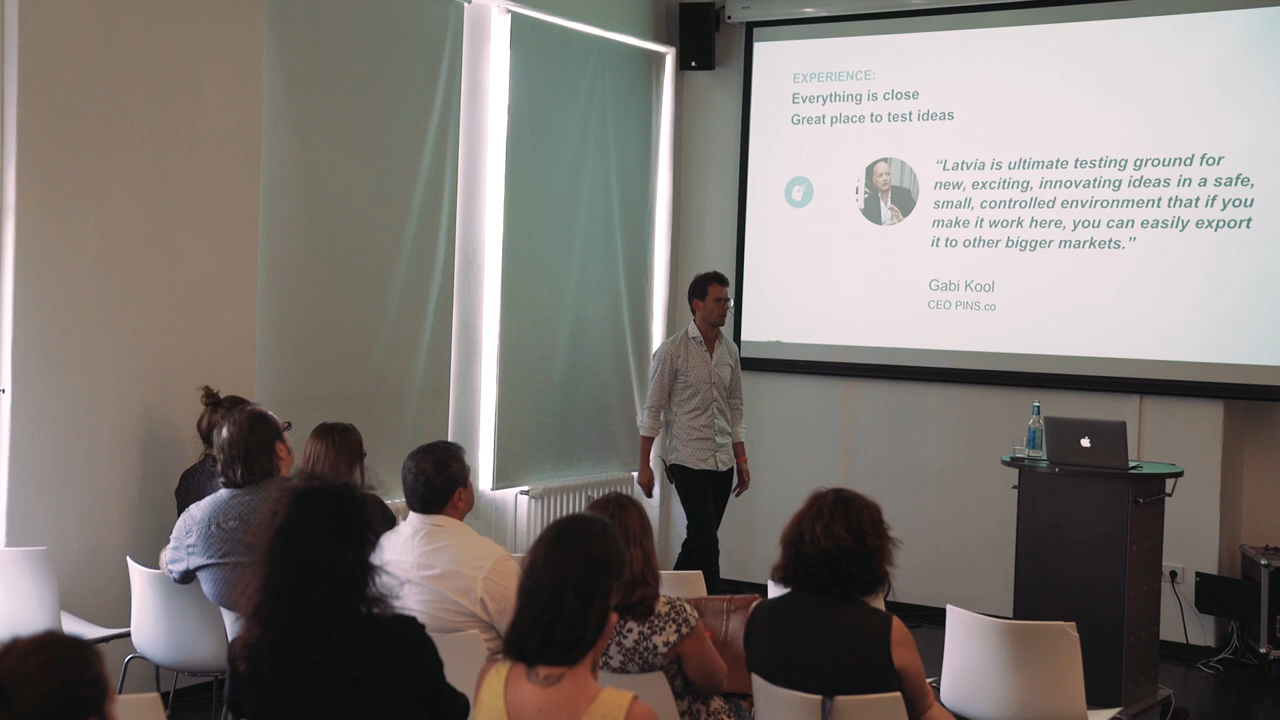 EXPERIENCE:
Everything is close
Great place to test ideas
“Latvia is ultimate testing ground for
new, exciting, innovating ideas in a safe,
small, controlled environment that if you
make it work here, you can easily export
it to other bigger markets.”
Gabi Kool
CEO PINS.co